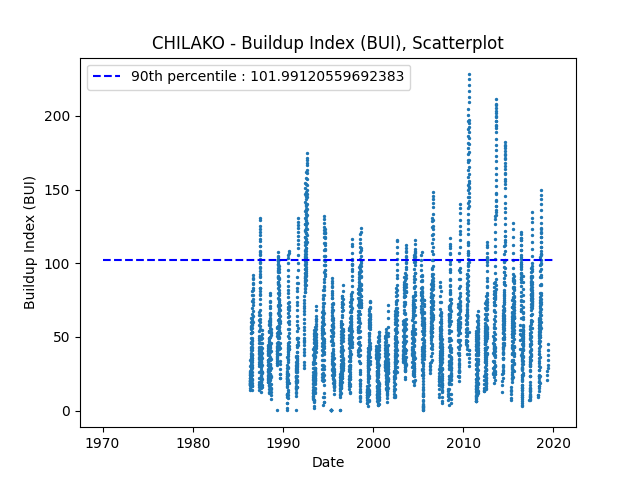 CHILAKO - Buildup Index (BUI), Scatterplot
90th percentile : 101.99120559692383
200
150
100
50
0
Buildup Index (BUI)
1970 1980 1990 2000 2010 2020
Date